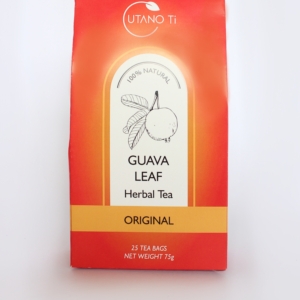 UTANO Ti
100% NATURAL
GUAVA
LEAF
Herbal Tea
ORIGINAL
25 TEA BAGS
NET WEIGHT 75g